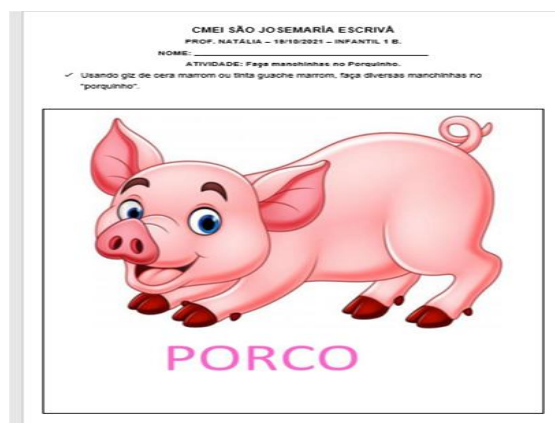 CMEI SÃO JOSEMARÍA ESCRIVÁ
PROF. NATÁLIA – 19/10/2021 – INFANTIL 1 B.
NOME:
ATIVIDADE: Faça manchinhas no Porquinho.
✓ Usando giz de cera marrom ou tinta guache marrom, faça diversas manchinhas no
"porquinho".
PORCO